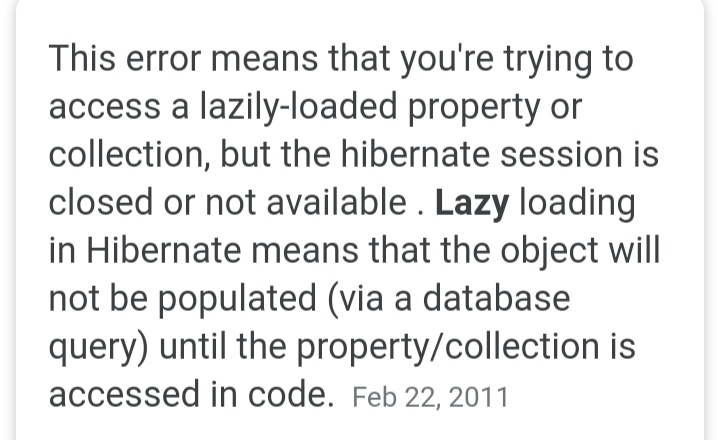 This error means that you're trying to
access a lazily-loaded property or
collection, but the hibernate session is
closed or not available . Lazy loading
in Hibernate means that the object will
not be populated (via a database
query) until the property/collection is
accessed in code. Feb 22, 2011